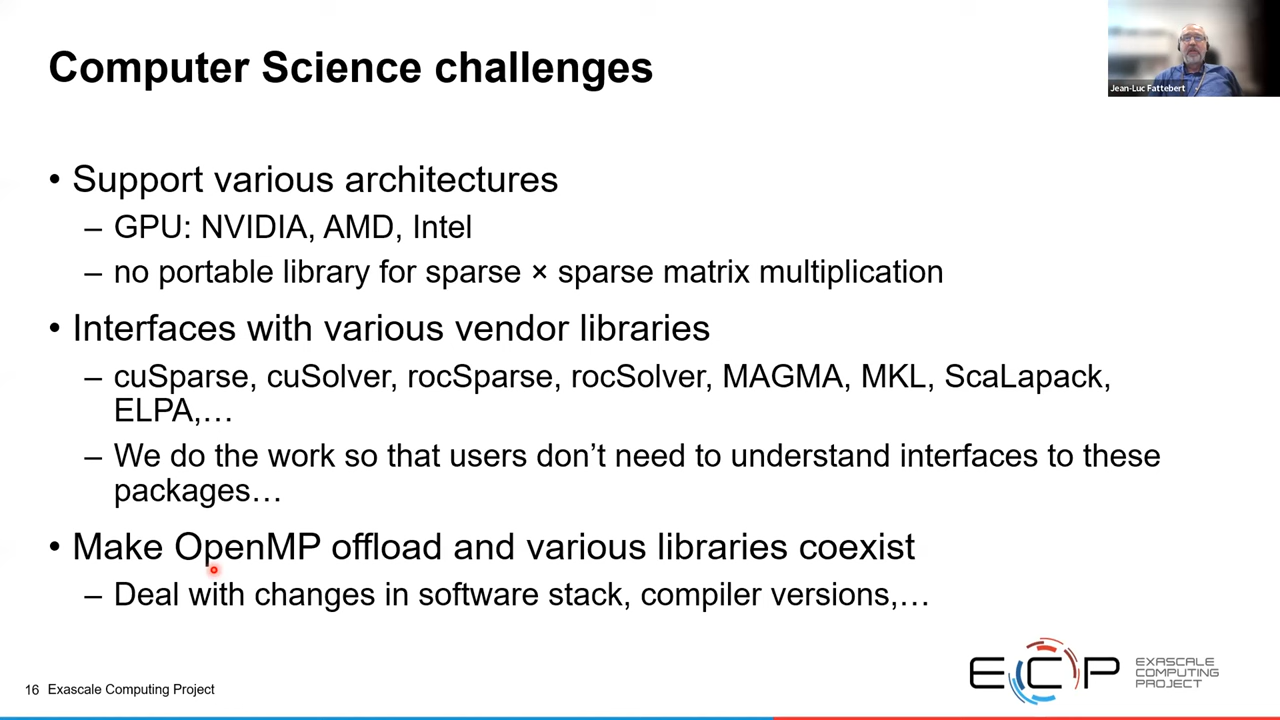 Computer Science challenges
Jean-Luc Fattebert
• Support various architectures
– GPU: NVIDIA, AMD, Intel
– no portable library for sparse × sparse matrix multiplication
• Interfaces with various vendor libraries
– cuSparse, cuSolver, rocSparse, rocSolver, MAGMA, MKL, ScaLapack,
ELPA,…
– We do the work so that users don’t need to understand interfaces to these
packages…
• Make OpenMP offload and various libraries coexist
– Deal with changes in software stack, compiler versions,…
16 Exascale Computing Project
ECP
EXASCALE
COMPUTING
PROJECT